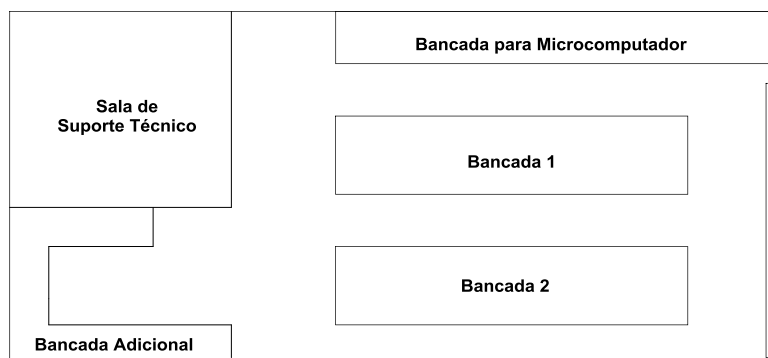 Bancada para Microcomputador
Sala de
Suporte Técnico
Bancada 1
Bancada 2
Bancada Adicional